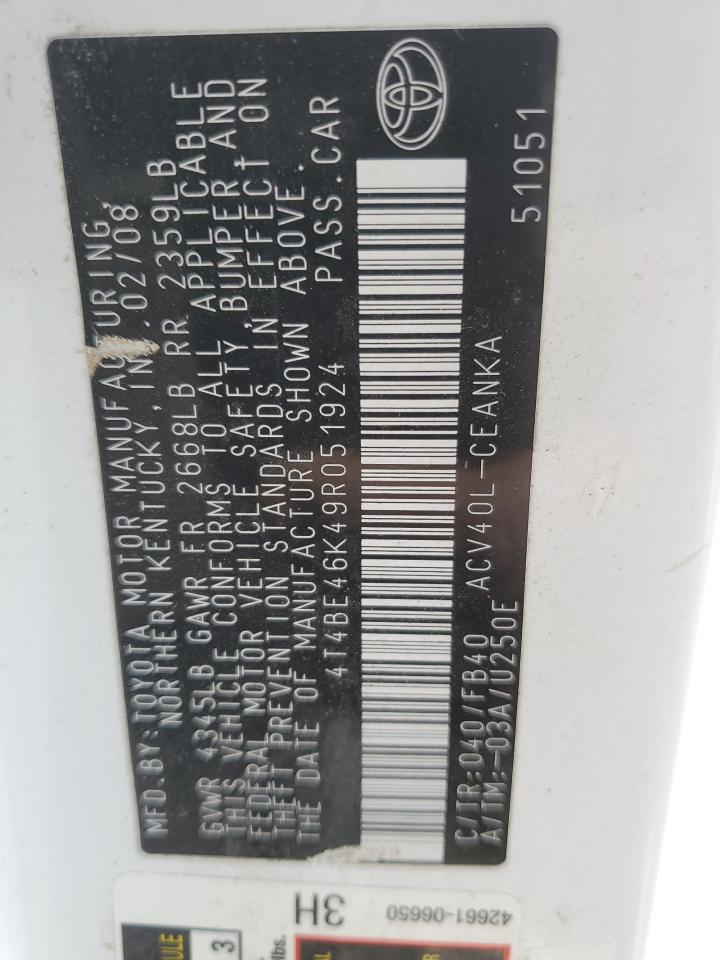 MFD.BY:TOYOTA MOTOR MANUFACTURING,
NORTHERN KENTUCKY, IN . 02/08
GVWR 4345LB GAWR FR 2668LB RR 2359LB
THIS VEHICLE CONFORMS TO ALL APPLICABLE
FEDERAL MOTOR VEHICLE SAFETY, BUMPER AND
THEFT PREVENTION STANDARDS IN EFFECT ON
THE DATE OF MANUFACTURE SHOWN ABOVE.
4T4BE46K49R051924 PASS.CAR
C/TR:040/FB40 ACV40L-CEANKA
A/TM:-03A/U250E 51051
3H
42661-06650
3
lbs.